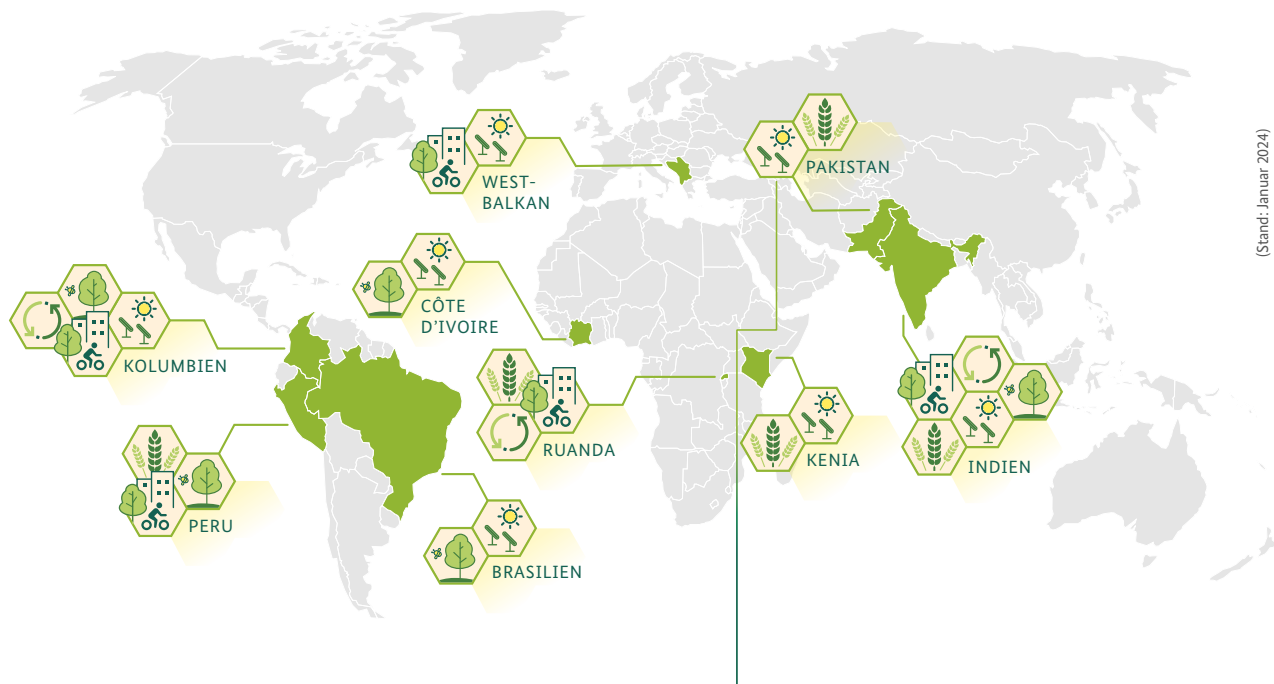 WEST-
BALKAN
PAKISTAN
(Stand: Januar 2024)
CÔTE
D'IVOIRE
KOLUMBIEN
RUANDA
KENIA
INDIEN
PERU
BRASILIEN